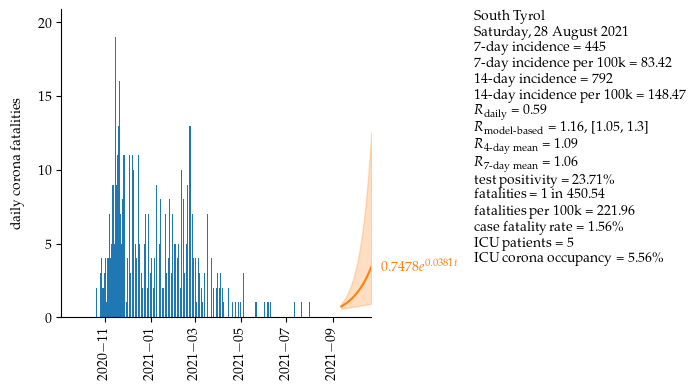 daily corona fatalities
20
15
10
5
0
2020−11
2021−01
2021−03
2021−05
2021−07
2021−09
0.7478e^0.0381t
South Tyrol
Saturday, 28 August 2021
7-day incidence = 445
7-day incidence per 100k = 83.42
14-day incidence = 792
14-day incidence per 100k = 148.47
R_daily = 0.59
R_model-based = 1.16, [1.05, 1.3]
R_4-day mean = 1.09
R_7-day mean = 1.06
test positivity = 23.71%
fatalities = 1 in 450.54
fatalities per 100k = 221.96
case fatality rate = 1.56%
ICU patients = 5
ICU corona occupancy = 5.56%